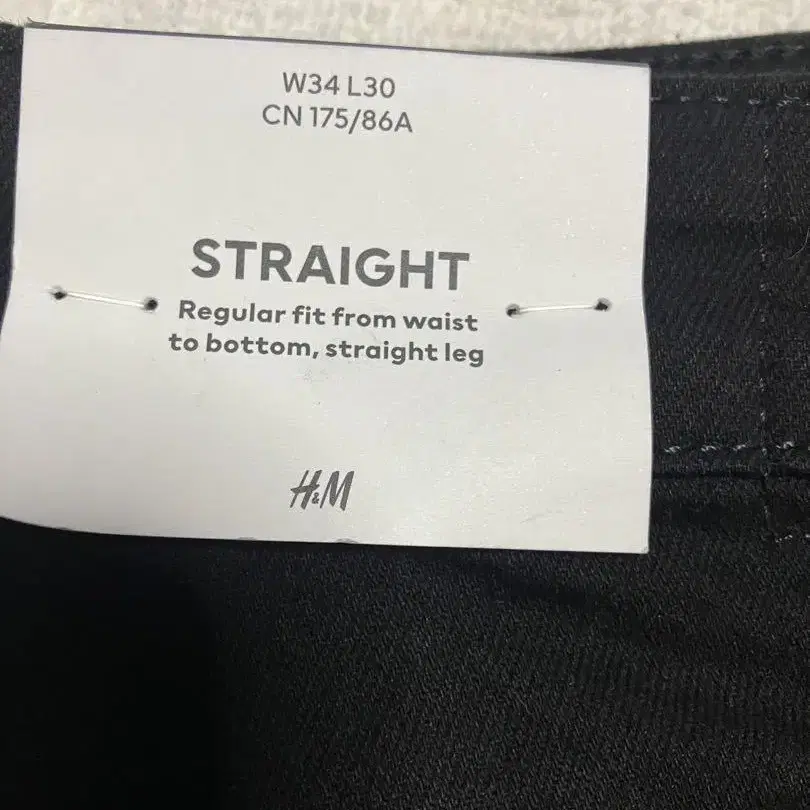 W34 L30
CN 175/86A
STRAIGHT
Regular fit from waist
to bottom, straight leg
H&M